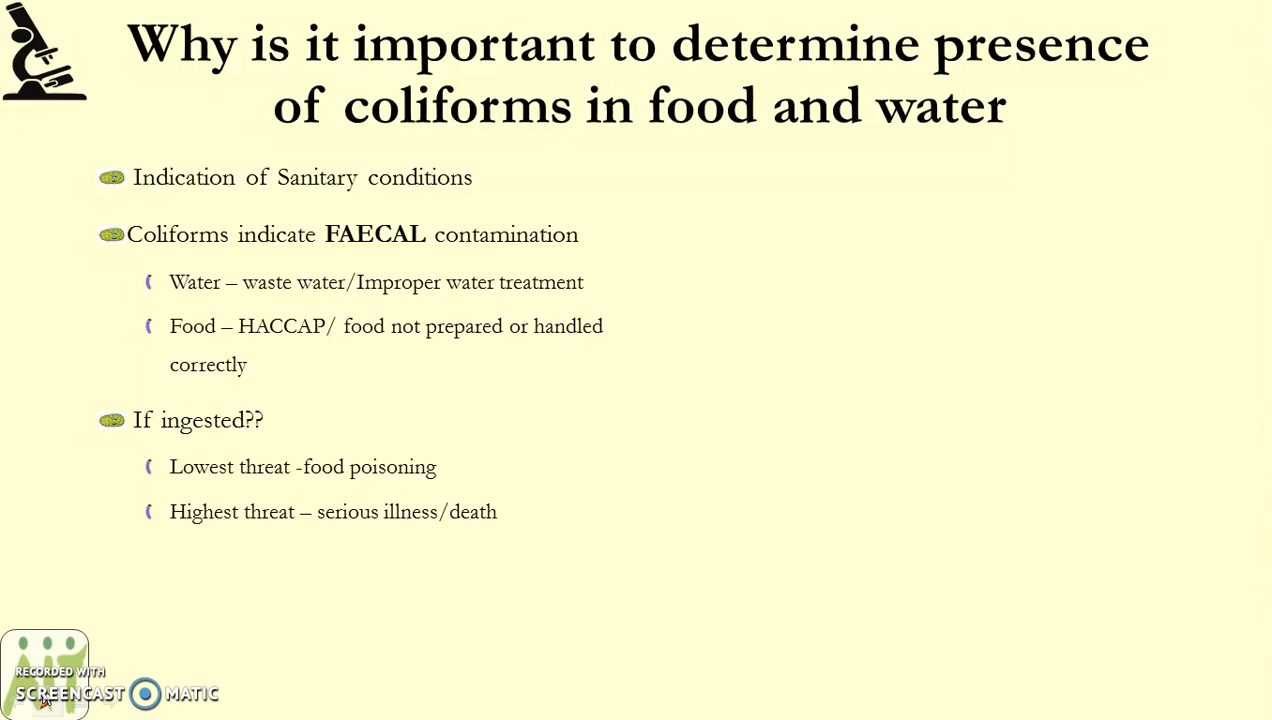 Why is it important to determine presence
of coliforms in food and water
Indication of Sanitary conditions
Coliforms indicate FAECAL contamination
Water – waste water/Improper water treatment
Food – HACCAP/ food not prepared or handled
correctly
If ingested??
Lowest threat -food poisoning
Highest threat – serious illness/death
AIT
RECORDED WITH
SCREENCAST MATIC